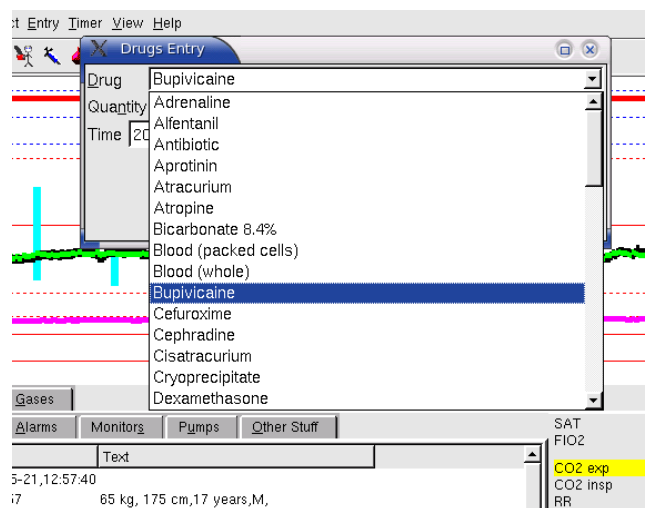 ct Entry Timer View Help
Drugs Entry
Drug Bupivicaine
Quantity
Time 20
Adrenaline
Alfentanil
Antibiotic
Aprotinin
Atracurium
Atropine
Bicarbonate 8.4%
Blood (packed cells)
Blood (whole)
Bupivicaine
Cefuroxime
Cephradine
Cisatracurium
Cryoprecipitate
Dexamethasone
Gases
Alarms Monitors Pumps Other Stuff
Text
5-21,12:57:40
57 65 kg, 175 cm,17 years,M,
SAT
FIO2
CO2 exp
CO2 insp
RR